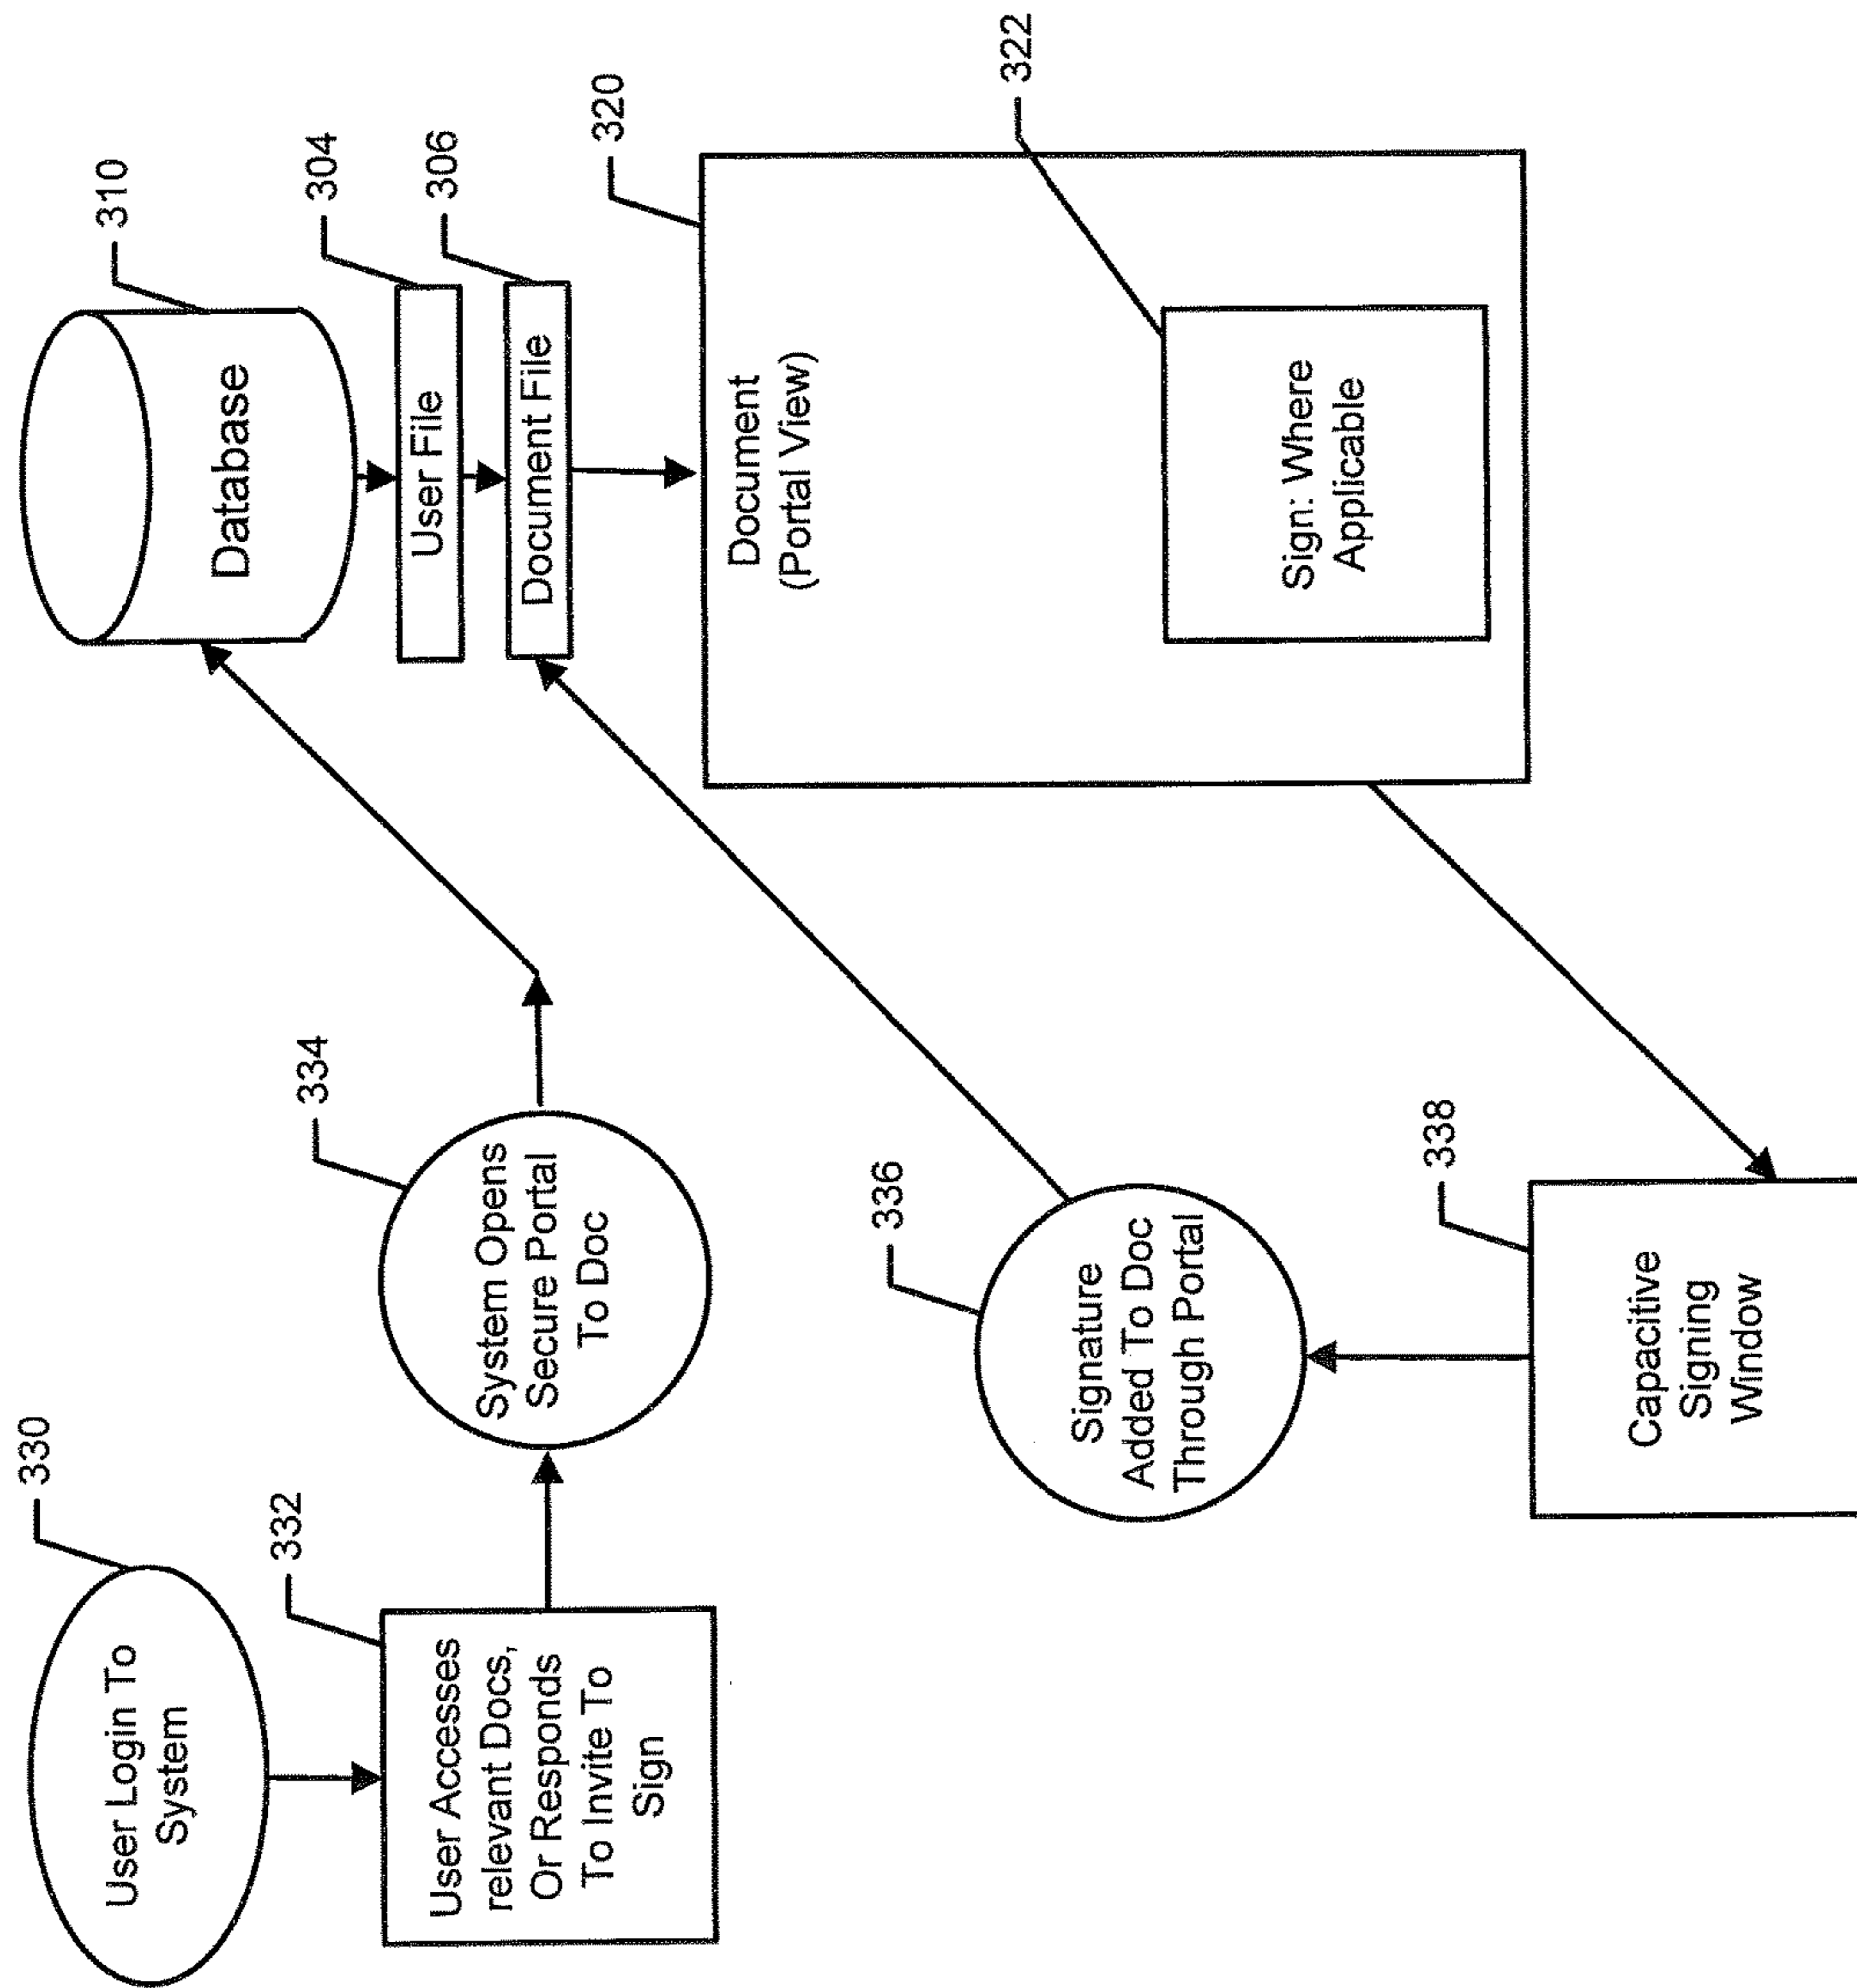 330
User Login To
System
332
User Accesses
relevant Docs,
Or Responds
To Invite To
Sign
334
System Opens
Secure Portal
To Doc
310
Database
304
User File
306
Document File
320
Document
(Portal View)
322
Sign: Where
Applicable
336
Signature
Added To Doc
Through Portal
338
Capacitive
Signing
Window